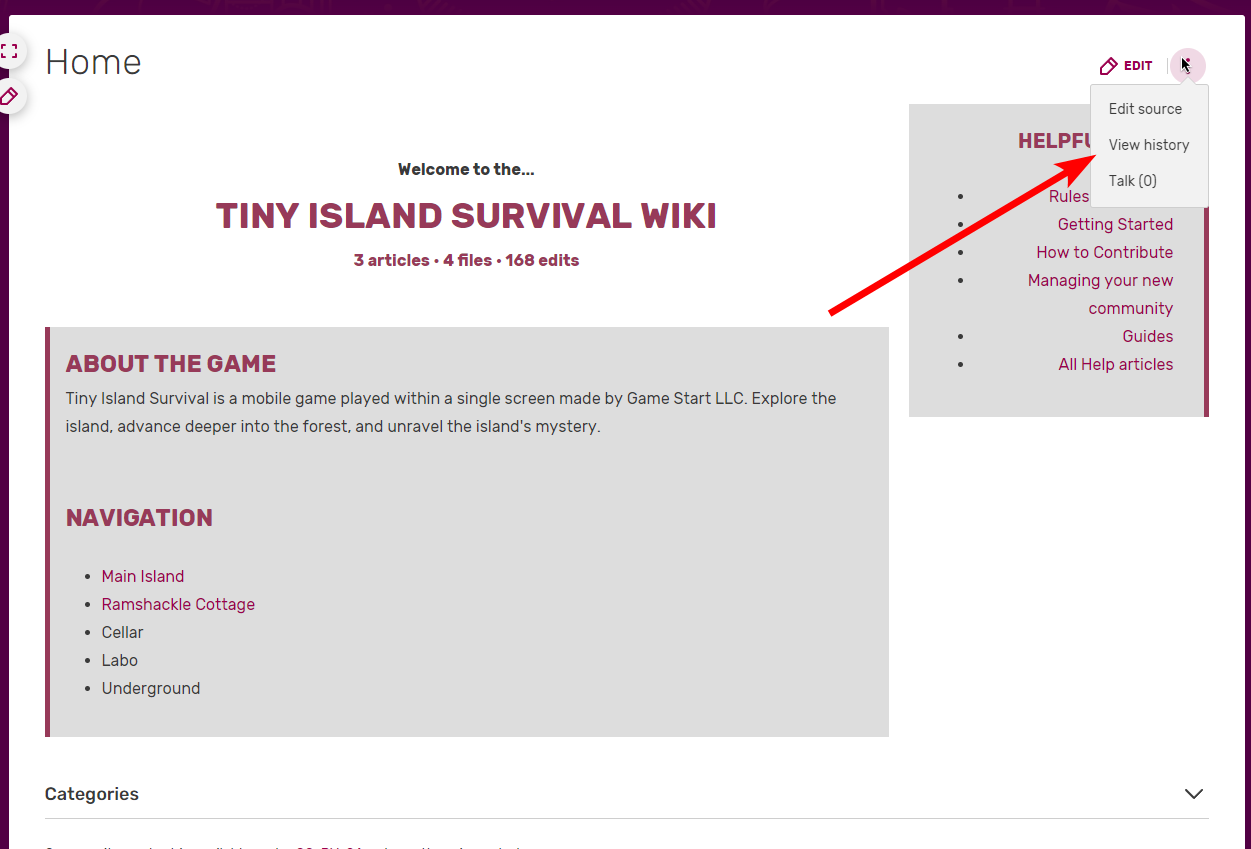 Home
EDIT
Edit source
View history
Talk (0)
Welcome to the...
TINY ISLAND SURVIVAL WIKI
3 articles • 4 files • 168 edits
ABOUT THE GAME
Tiny Island Survival is a mobile game played within a single screen made by Game Start LLC. Explore the
island, advance deeper into the forest, and unravel the island's mystery.
NAVIGATION
• Main Island
• Ramshackle Cottage
• Cellar
• Labo
• Underground
• Rules
• Getting Started
• How to Contribute
• Managing your new
community
• Guides
• All Help articles
Categories